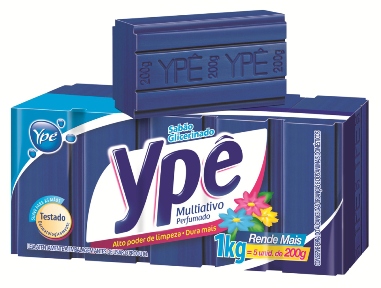 200g YPÊ 200g YPÊ 200g
Ypê
Sabão
Glicerinado
Ypê
Multiativo
Perfumado
Alto poder de limpeza • Dura mais
Testado
1kg
Rende Mais
= 5 unid. de 200g